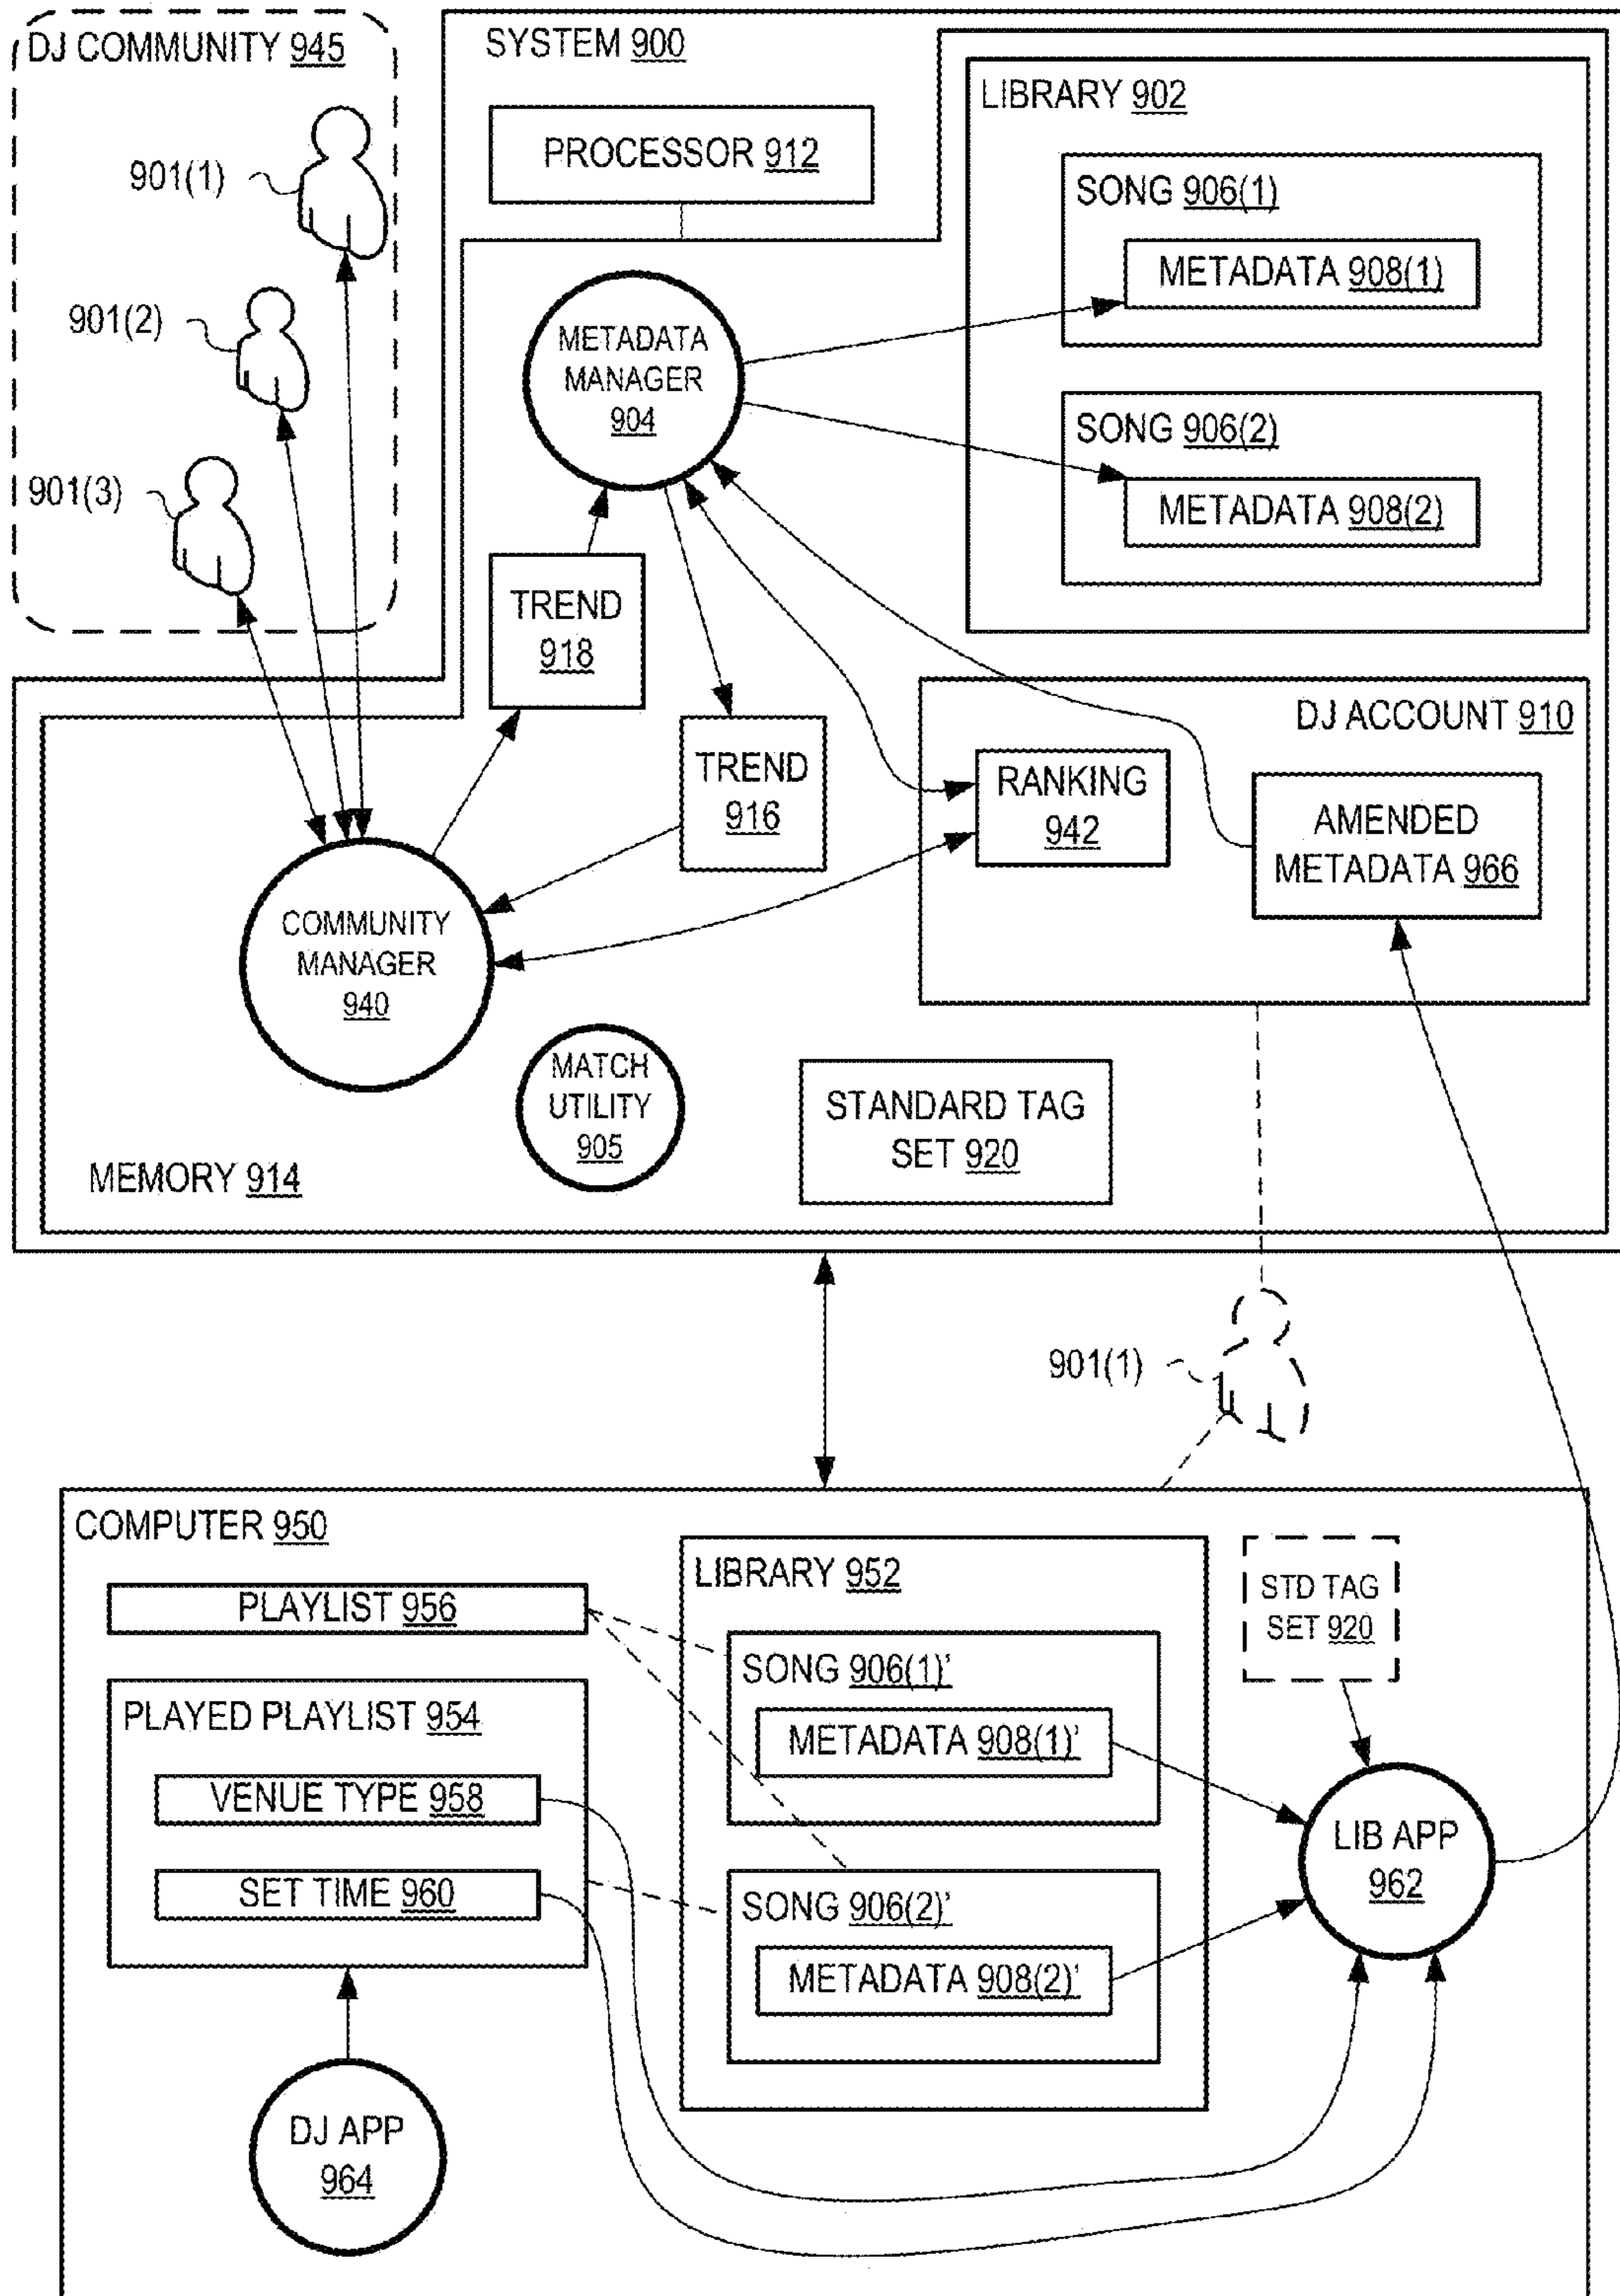 DJ COMMUNITY 945
901(1)
901(2)
901(3)
SYSTEM 900
PROCESSOR 912
LIBRARY 902
SONG 906(1)
METADATA 908(1)
SONG 906(2)
METADATA 908(2)
METADATA
MANAGER
904
TREND
918
TREND
916
DJ ACCOUNT 910
RANKING
942
AMENDED
METADATA 966
COMMUNITY
MANAGER
940
MATCH
UTILITY
905
STANDARD TAG
SET 920
MEMORY 914
901(1)
COMPUTER 950
PLAYLIST 956
PLAYED PLAYLIST 954
VENUE TYPE 958
SET TIME 960
DJ APP
964
LIBRARY 952
SONG 906(1)'
METADATA 908(1)'
SONG 906(2)'
METADATA 908(2)'
STD TAG
SET 920
LIB APP
962